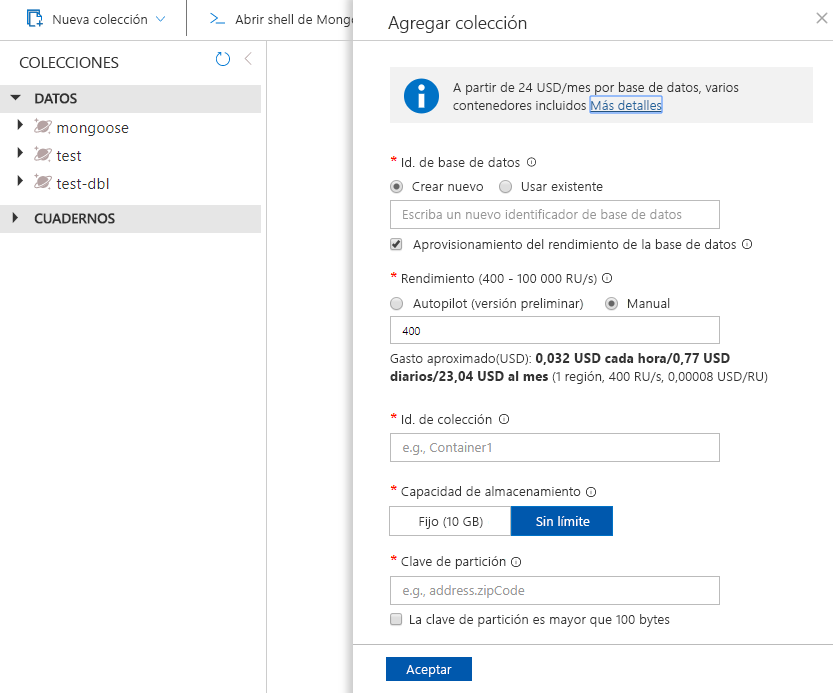 Nueva colección
Abrir shell de Mongo
COLECCIONES
DATOS
mongoose
test
test-dbl
CUADERNOS
Agregar colección
A partir de 24 USD/mes por base de datos, varios
contenedores incluidos Más detalles
* Id. de base de datos
Crear nuevo
Usar existente
Escriba un nuevo identificador de base de datos
Aprovisionamiento del rendimiento de la base de datos
* Rendimiento (400 - 100 000 RU/s)
Autopilot (versión preliminar)
Manual
400
Gasto aproximado(USD): 0,032 USD cada hora/0,77 USD
diarios/23,04 USD al mes (1 región, 400 RU/s, 0,00008 USD/RU)
* Id. de colección
e.g., Container1
* Capacidad de almacenamiento
Fijo (10 GB)
Sin límite
* Clave de partición
e.g., address.zipCode
La clave de partición es mayor que 100 bytes
Aceptar